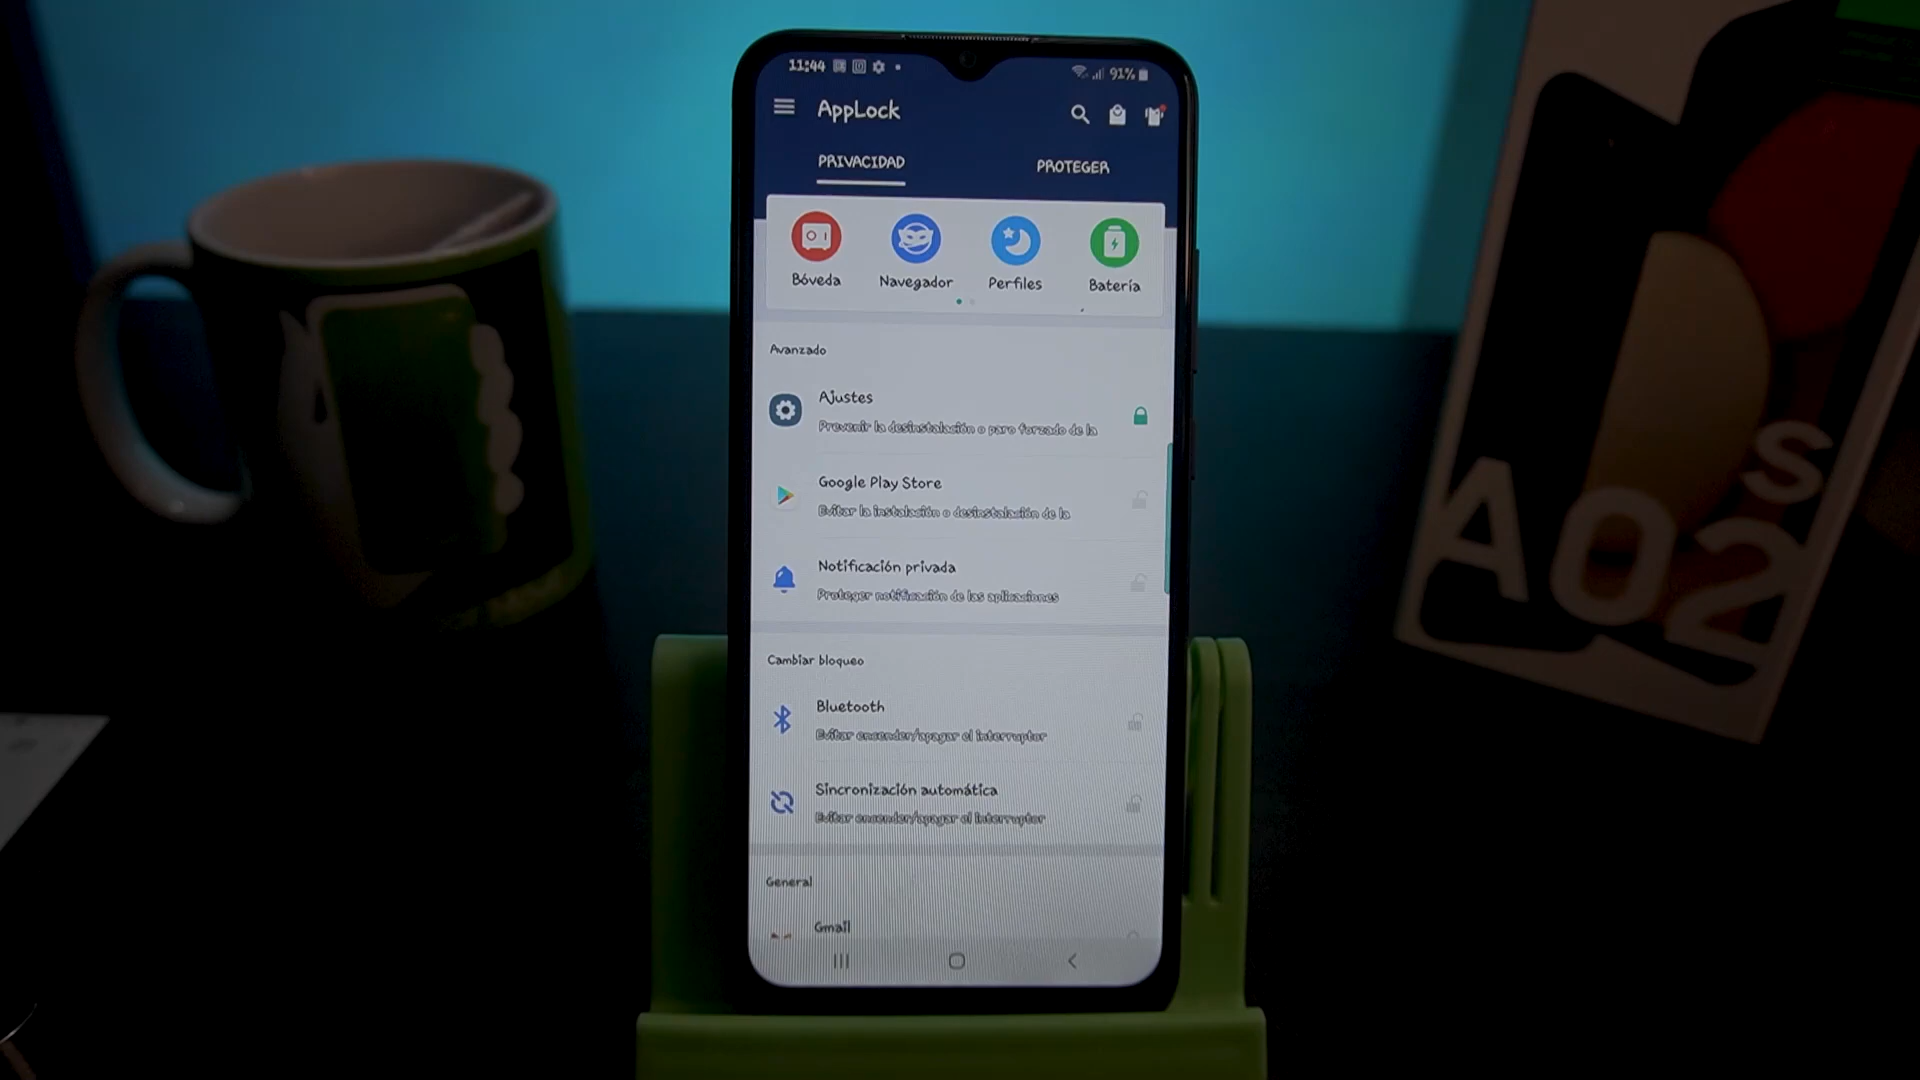 11:44
91%
AppLock
PRIVACIDAD
PROTEGER
Bóveda
Navegador
Perfiles
Batería
Avanzado
Ajustes
Prevenir la desinstalación o paro forzado de la
Google Play Store
Evitar la instalación o desinstalación de la
Notificación privada
Proteger notificación de las aplicaciones
Cambiar bloqueo
Bluetooth
Evitar encender/apagar el interruptor
Sincronización automática
Evitar encender/apagar el interruptor
General
Gmail
A02s